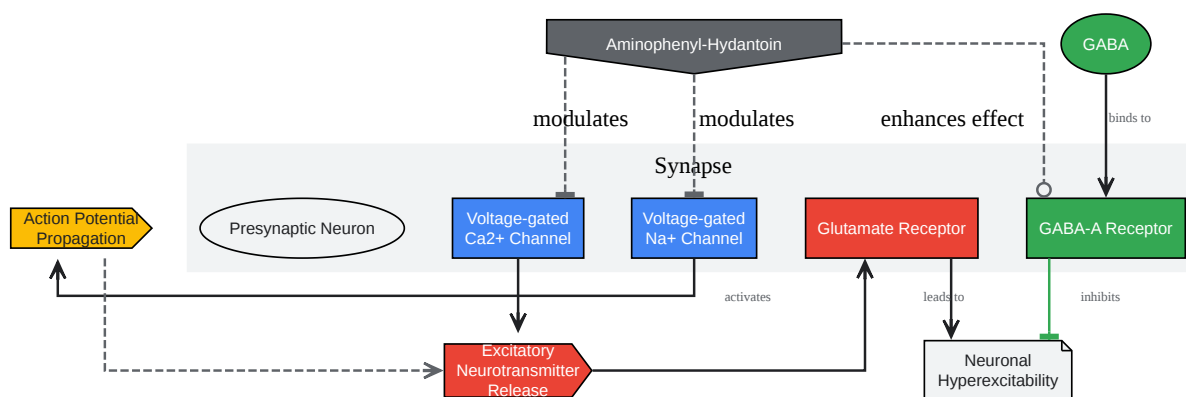 Aminophenyl-Hydantoin
GABA
modulates
modulates
enhances effect
binds to
Synapse
Action Potential
Propagation
Presynaptic Neuron
Voltage-gated
Ca2+ Channel
Voltage-gated
Na+ Channel
Glutamate Receptor
GABA-A Receptor
activates
leads to
inhibits
Excitatory
Neurotransmitter
Release
Neuronal
Hyperexcitability